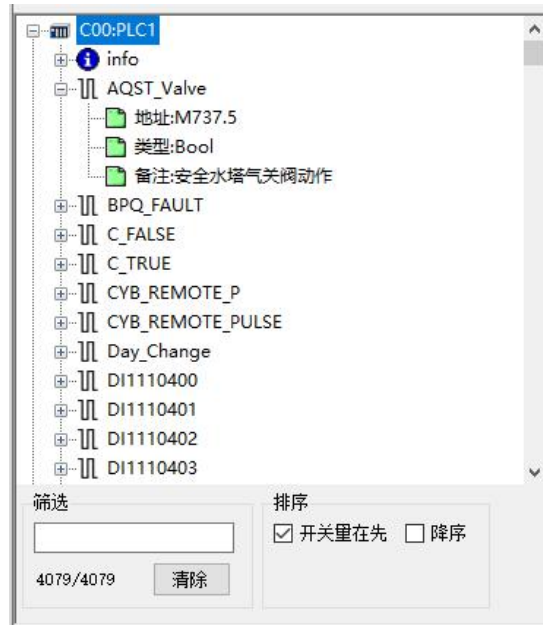 C00:PLC1
info
AQST_Valve
地址:M737.5
类型:Bool
备注:安全水塔气关阀动作
BPQ_FAULT
C_FALSE
C_TRUE
CYB_REMOTE_P
CYB_REMOTE_PULSE
Day_Change
DI1110400
DI1110401
DI1110402
DI1110403
筛选
4079/4079
清除
排序
开关量在先
降序